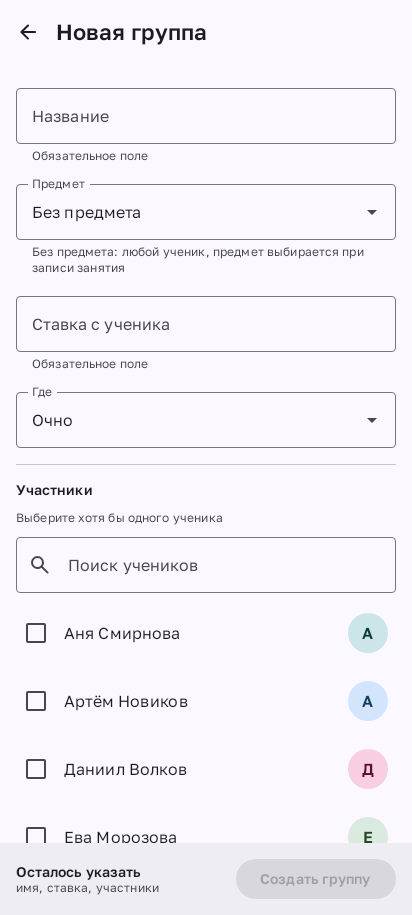 Новая группа
Название
Обязательное поле
Предмет
Без предмета
Без предмета: любой ученик, предмет выбирается при
записи занятия
Ставка с ученика
Обязательное поле
Где
Очно
Участники
Выберите хотя бы одного ученика
Поиск учеников
Аня Смирнова
А
Артём Новиков
А
Даниил Волков
Д
Ева Морозова
Е
Осталось указать
имя, ставка, участники
Создать группу